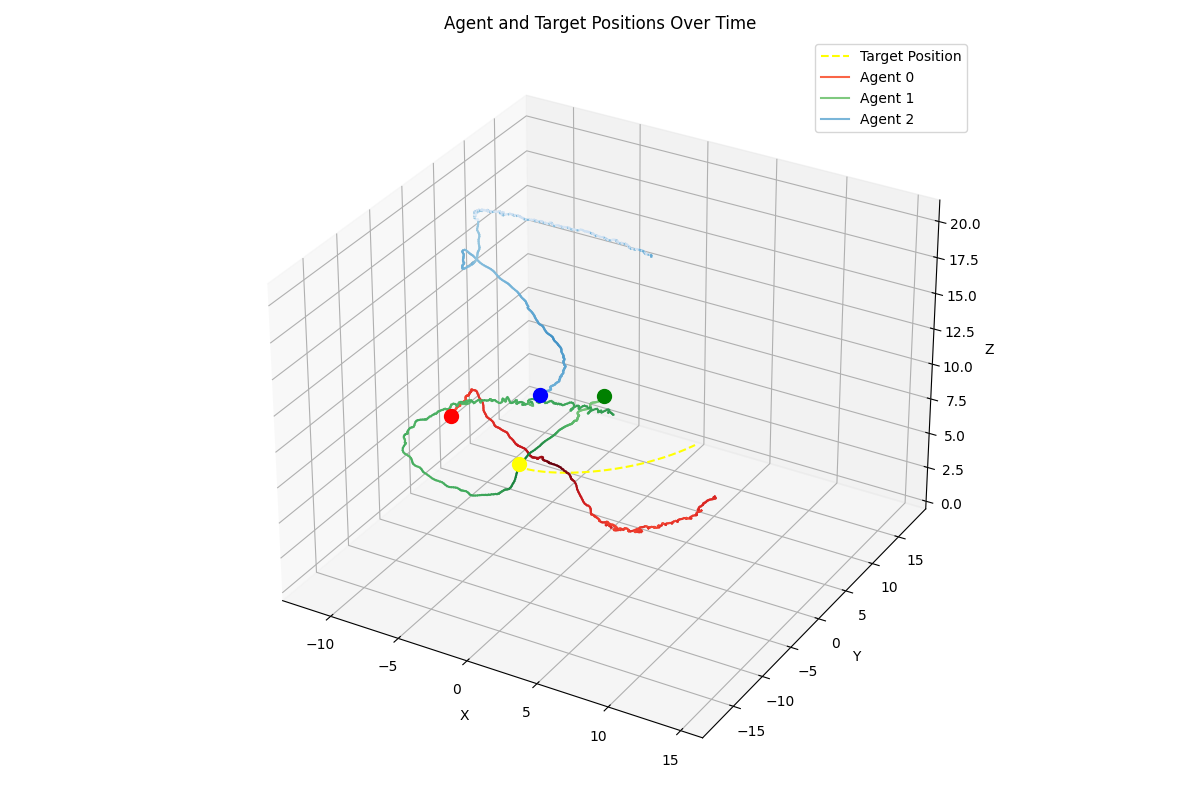 Agent and Target Positions Over Time
Target Position
Agent 0
Agent 1
Agent 2
20.0
17.5
15.0
12.5
10.0
7.5
5.0
2.5
0.0
Z
15
10
5
0
−5
−10
−15
Y
−10
−5
0
5
10
15
X